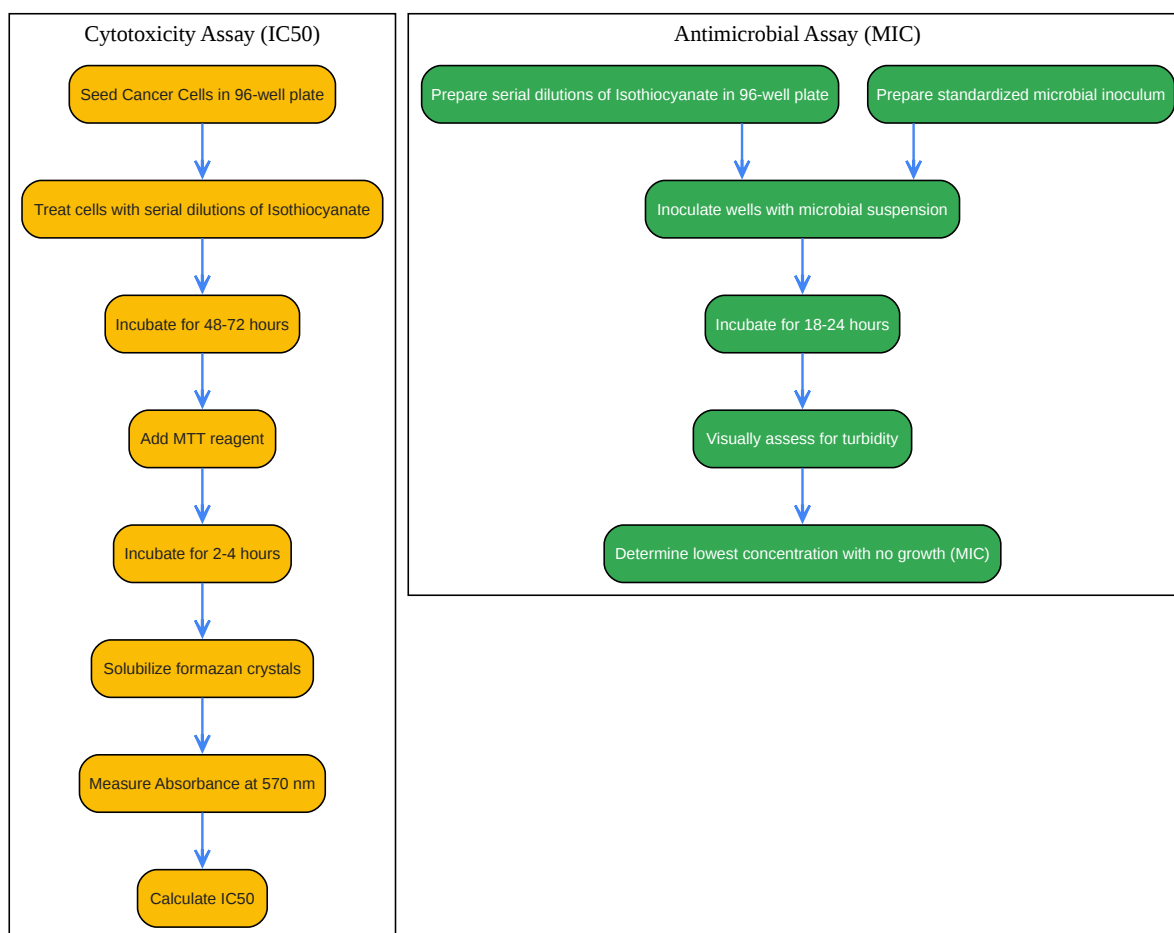 Cytotoxicity Assay (IC50)
Seed Cancer Cells in 96-well plate
Treat cells with serial dilutions of Isothiocyanate
Incubate for 48-72 hours
Add MTT reagent
Incubate for 2-4 hours
Solubilize formazan crystals
Measure Absorbance at 570 nm
Calculate IC50
Antimicrobial Assay (MIC)
Prepare serial dilutions of Isothiocyanate in 96-well plate
Prepare standardized microbial inoculum
Inoculate wells with microbial suspension
Incubate for 18-24 hours
Visually assess for turbidity
Determine lowest concentration with no growth (MIC)